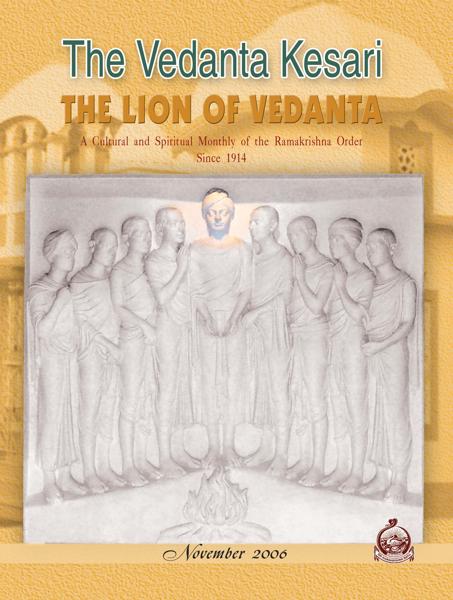 The Vedanta Kesari
THE LION OF VEDANTA
A Cultural and Spiritual Monthly of the Ramakrishna Order
Since 1914
November 2006